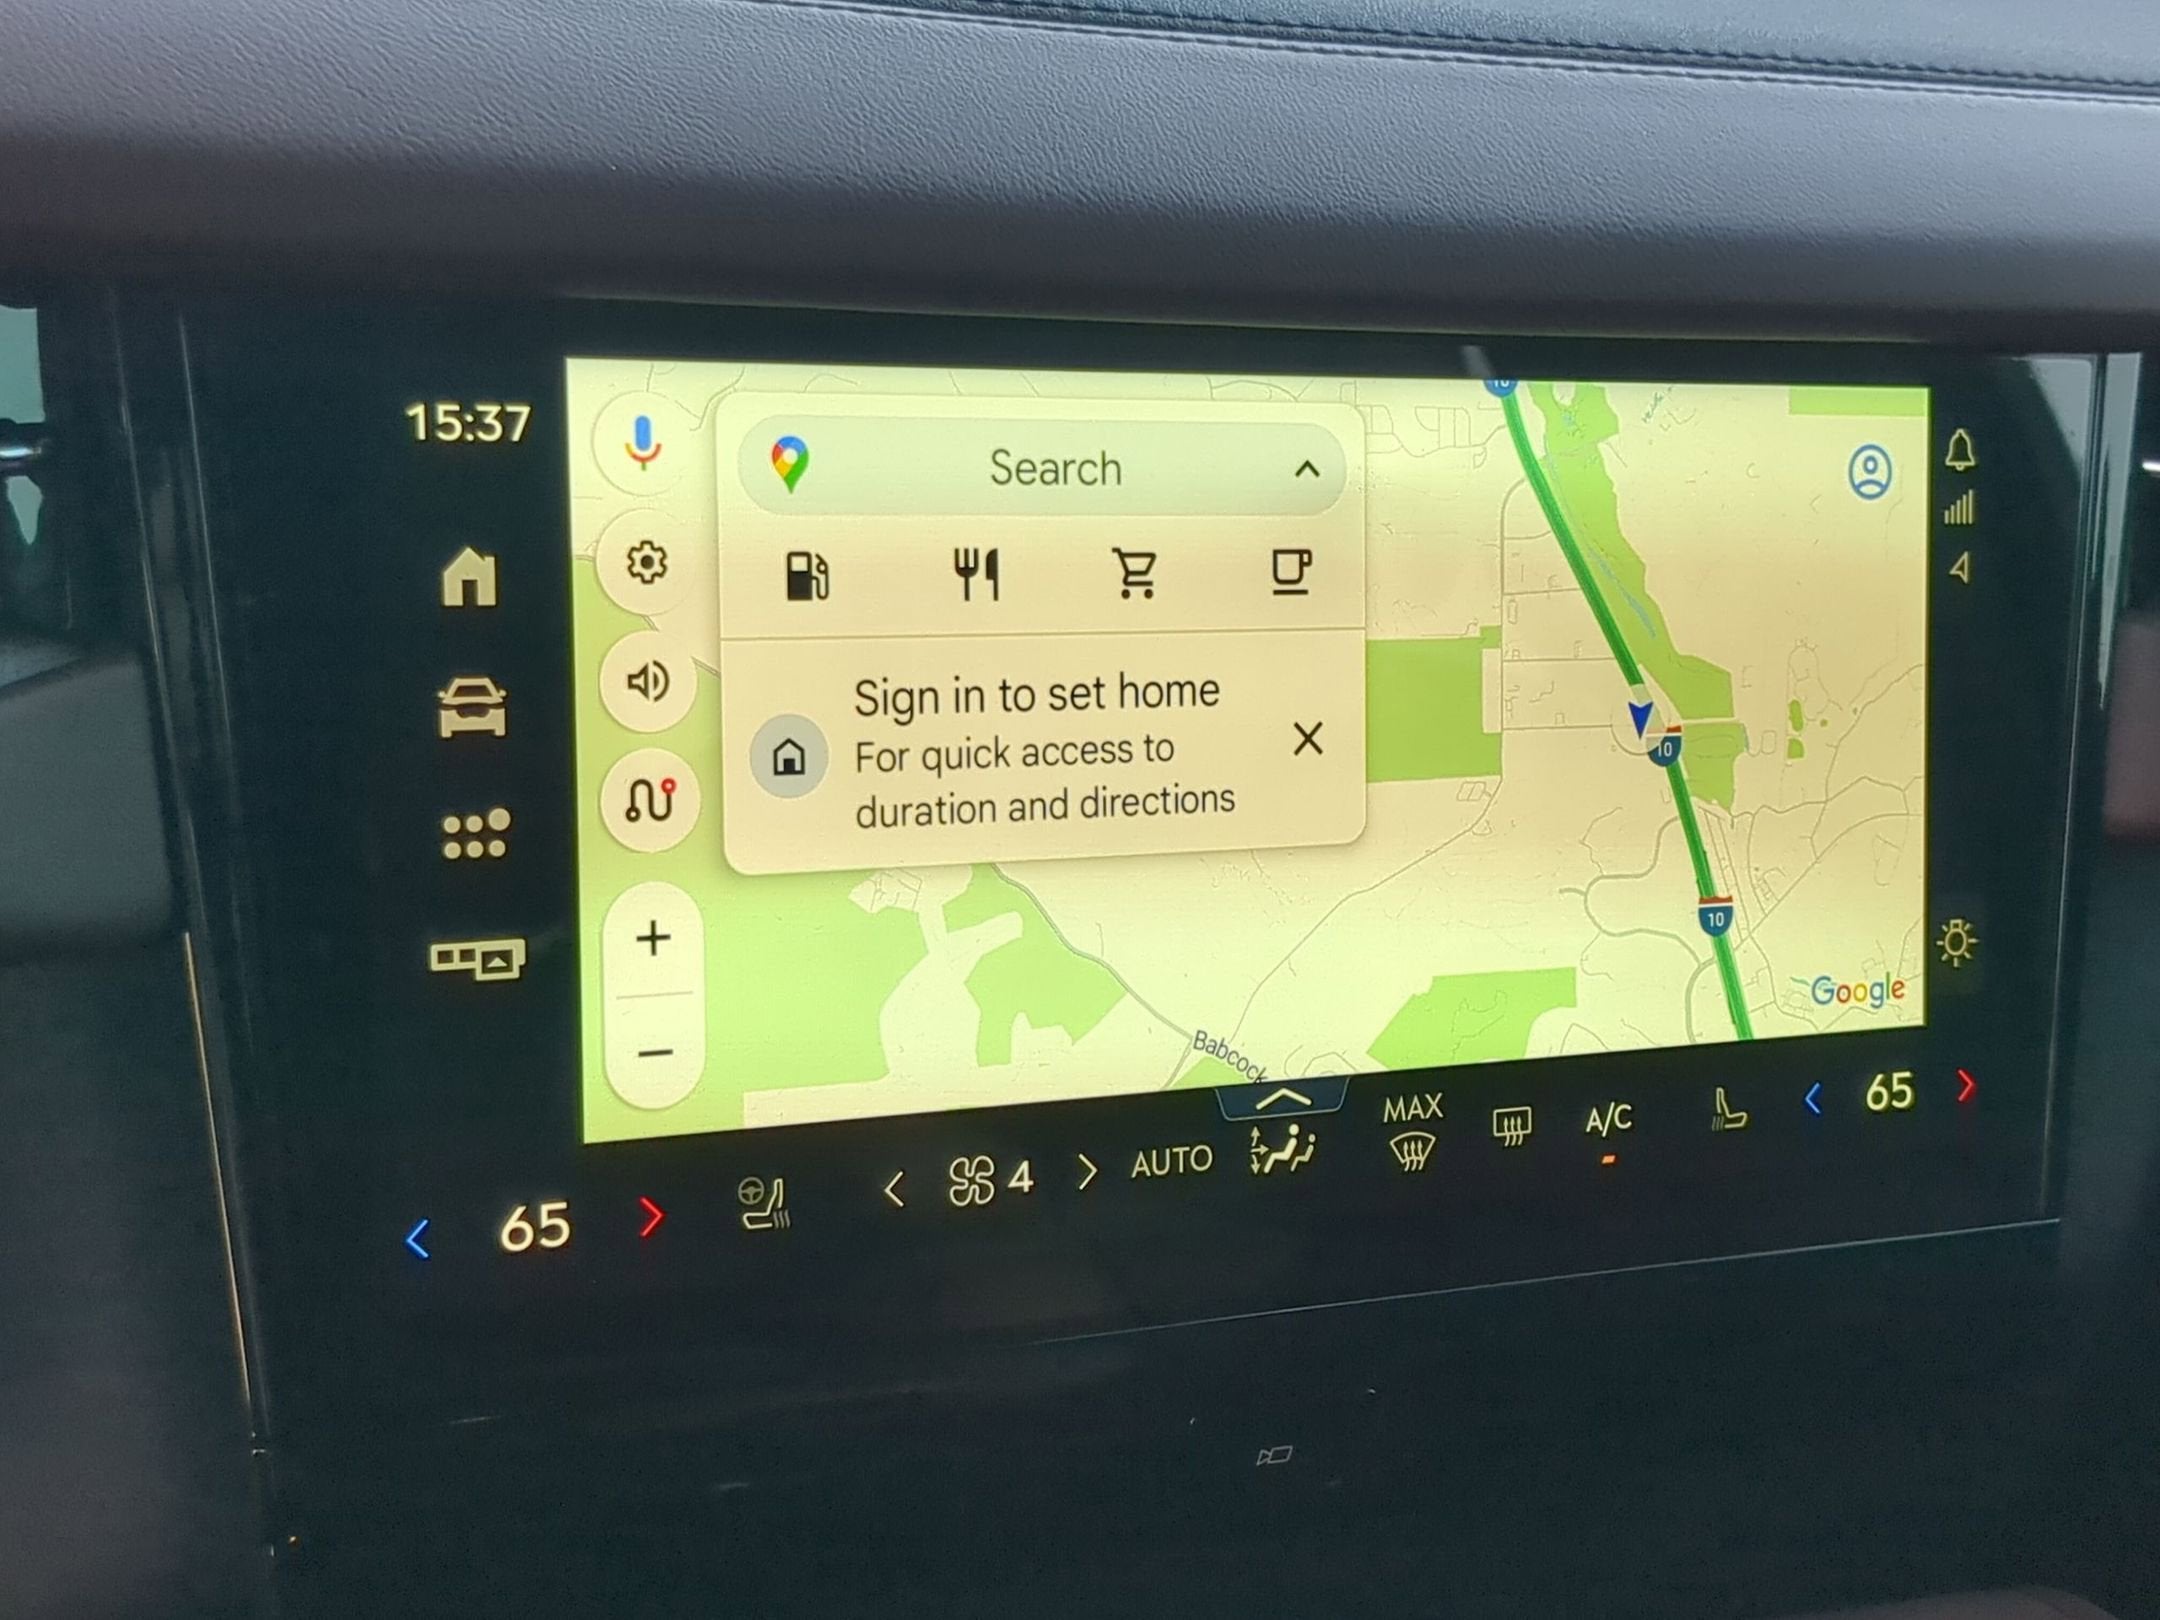 15:37
Search
Sign in to set home
For quick access to
duration and directions
10
10
10
Google
Babcock
65
4
AUTO
MAX
A/C
65